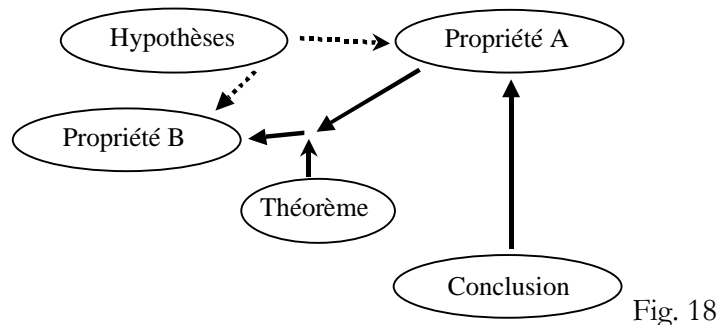 Hypothèses
Propriété A
Propriété B
Théorème
Conclusion
Fig. 18